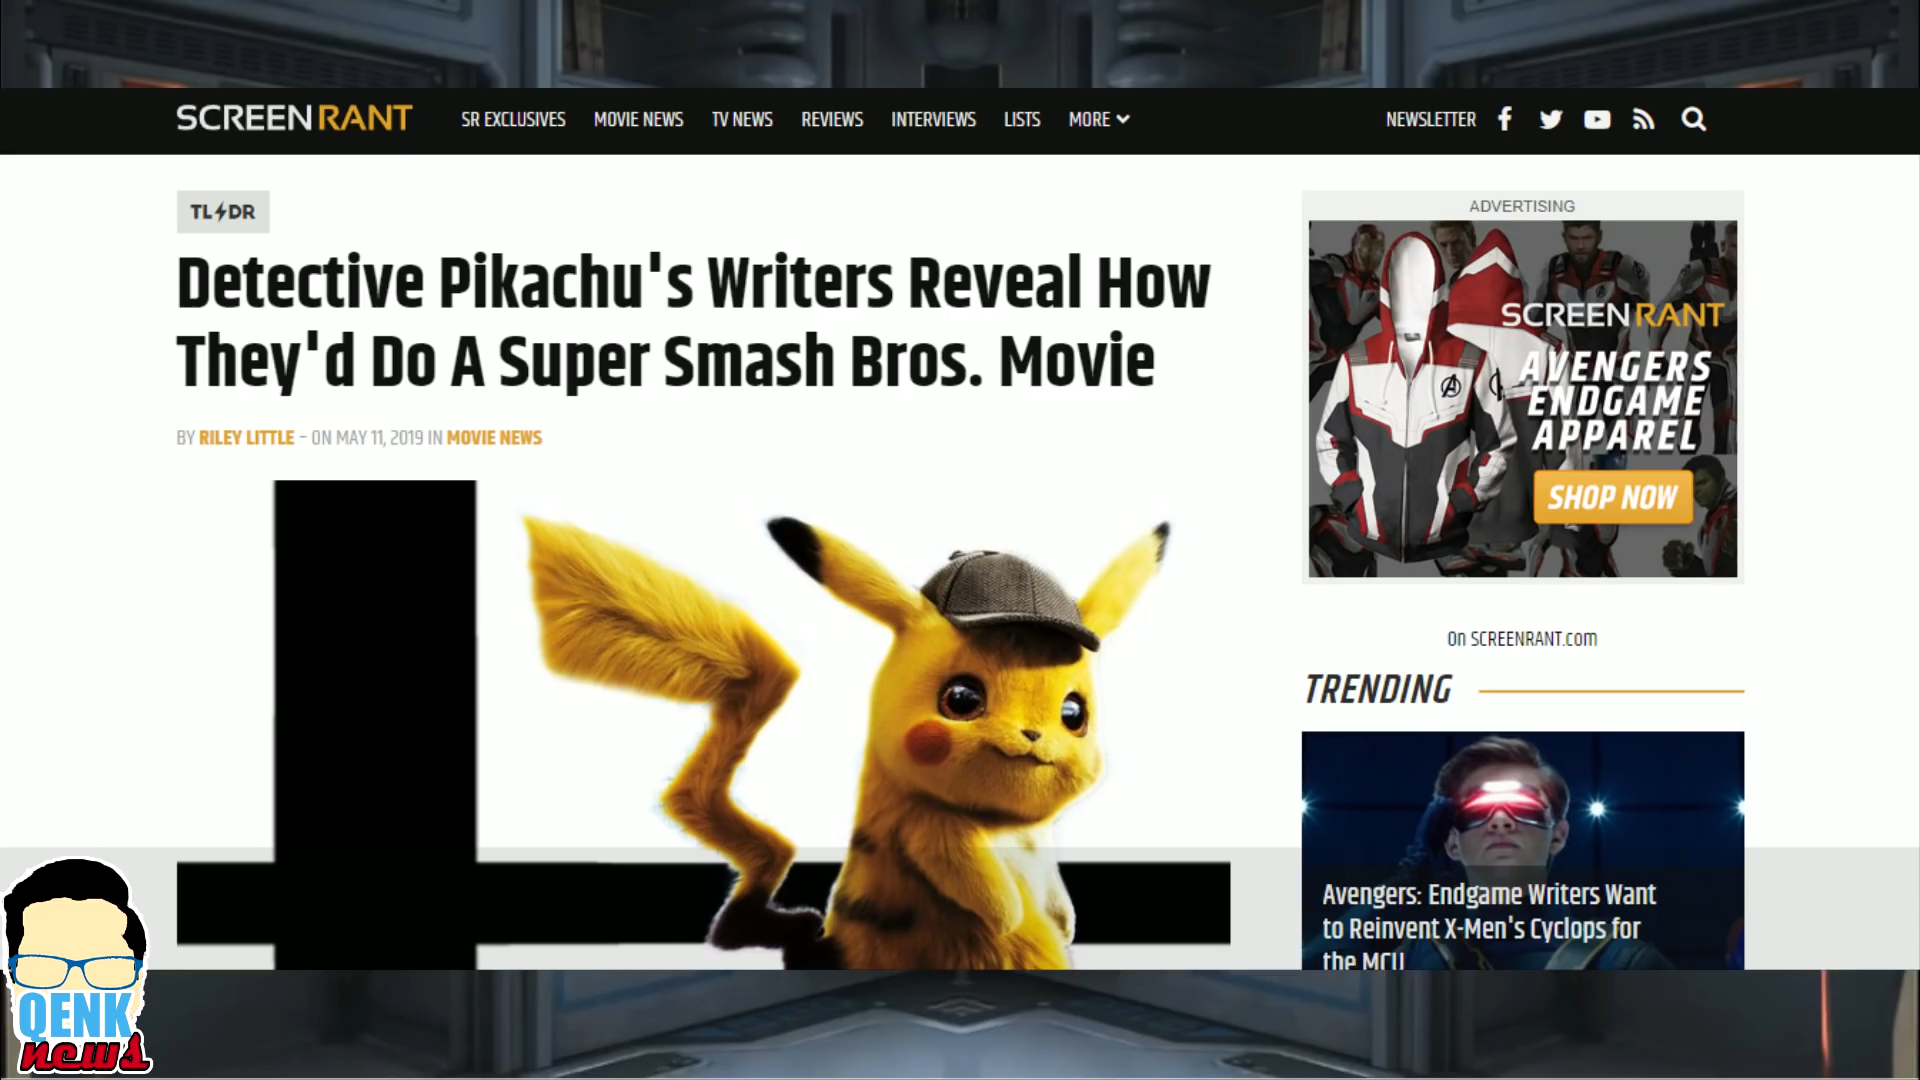 SCREENRANT
SR EXCLUSIVES MOVIE NEWS TV NEWS REVIEWS INTERVIEWS LISTS MORE
NEWSLETTER
TL DR
Detective Pikachu's Writers Reveal How
They'd Do A Super Smash Bros. Movie
BY RILEY LITTLE – ON MAY 11, 2019 IN MOVIE NEWS
ADVERTISING
SCREENRANT
AVENGERS
ENDGAME
APPAREL
SHOP NOW
On SCREENRANT.com
TRENDING
Avengers: Endgame Writers Want
to Reinvent X-Men's Cyclops for
the MCU
QENK
news